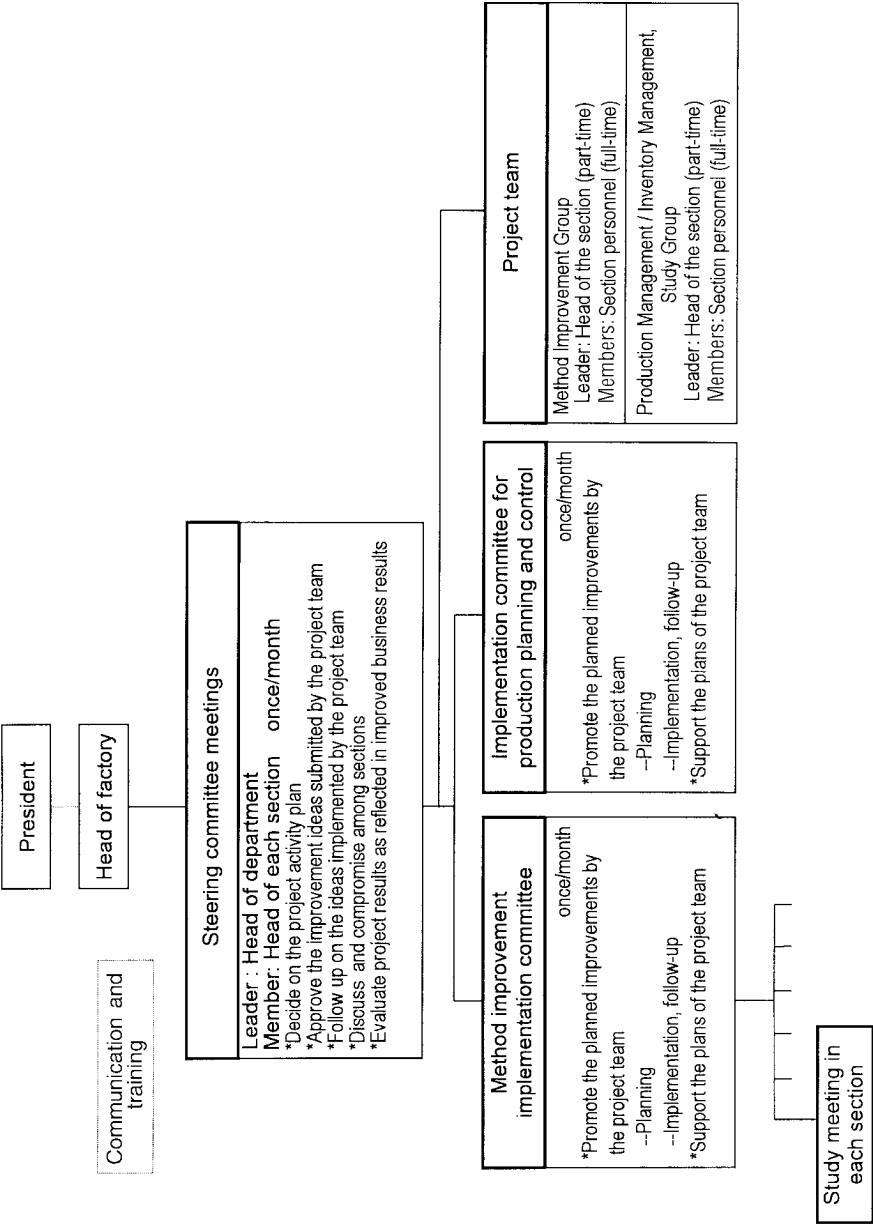 President
Head of factory
Communication and
training
Steering committee meetings
Leader : Head of department
Member: Head of each section once/month
*Decide on the project activity plan
*Approve the improvement ideas submitted by the project team
*Follow up on the ideas implemented by the project team
*Discuss and compromise among sections
*Evaluate project results as reflected in improved business results
Method improvement
implementation committee
once/month
*Promote the planned improvements by
the project team
--Planning
--Implementation, follow-up
*Support the plans of the project team
Implementation committee for
production planning and control
once/month
*Promote the planned improvements by
the project team
--Planning
--Implementation, follow-up
*Support the plans of the project team
Project team
Method Improvement Group
Leader: Head of the section (part-time)
Members: Section personnel (full-time)
Production Management / Inventory Management,
Study Group
Leader: Head of the section (part-time)
Members: Section personnel (full-time)
Study meeting in
each section